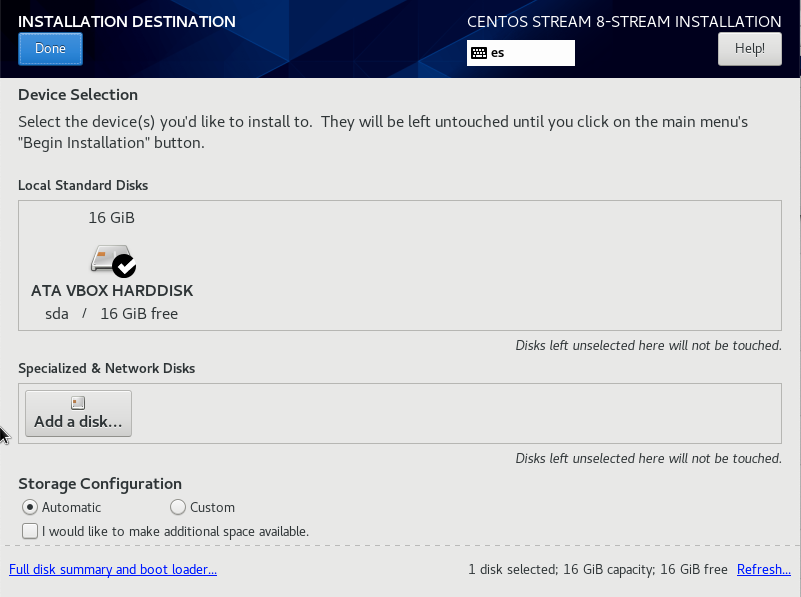 INSTALLATION DESTINATION
CENTOS STREAM 8-STREAM INSTALLATION
Done
es
Help!
Device Selection
Select the device(s) you'd like to install to. They will be left untouched until you click on the main menu's
"Begin Installation" button.
Local Standard Disks
16 GiB
ATA VBOX HARDDISK
sda / 16 GiB free
Disks left unselected here will not be touched.
Specialized & Network Disks
Add a disk...
Disks left unselected here will not be touched.
Storage Configuration
Automatic
Custom
I would like to make additional space available.
Full disk summary and boot loader...
1 disk selected; 16 GiB capacity; 16 GiB free
Refresh...